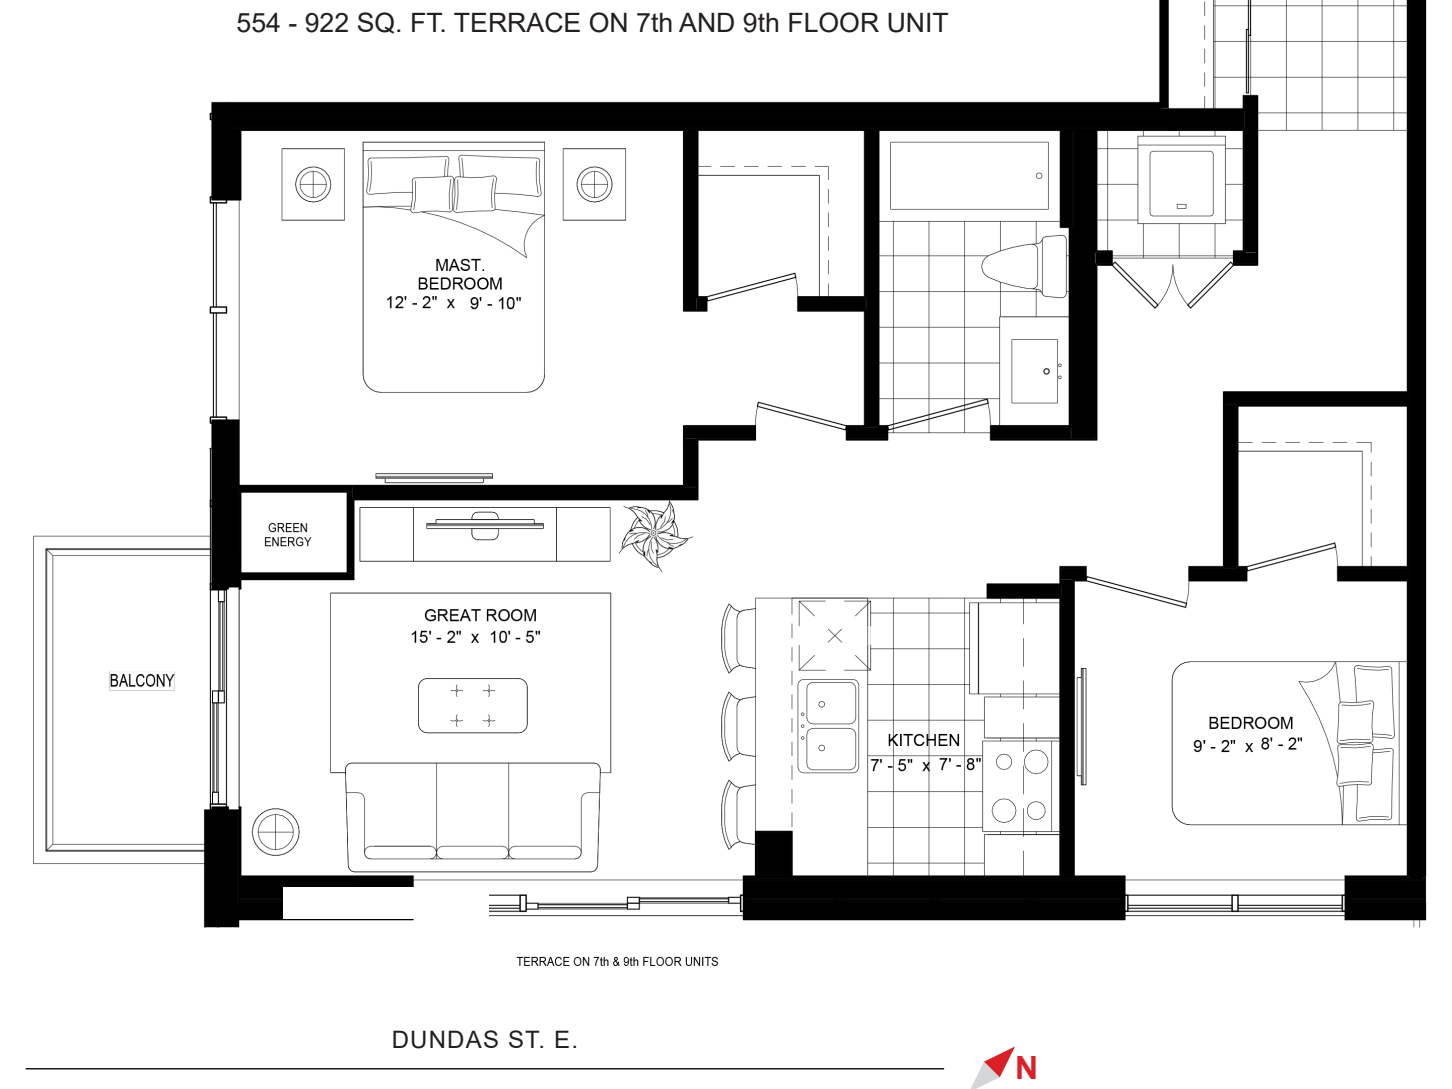 554 - 922 SQ. FT. TERRACE ON 7th AND 9th FLOOR UNIT
MAST.
BEDROOM
12' - 2" x 9' - 10"
GREEN
ENERGY
GREAT ROOM
15' - 2" x 10' - 5"
BALCONY
KITCHEN
7' - 5" x 7' - 8"
BEDROOM
9' - 2" x 8' - 2"
TERRACE ON 7th & 9th FLOOR UNITS
DUNDAS ST. E.
N